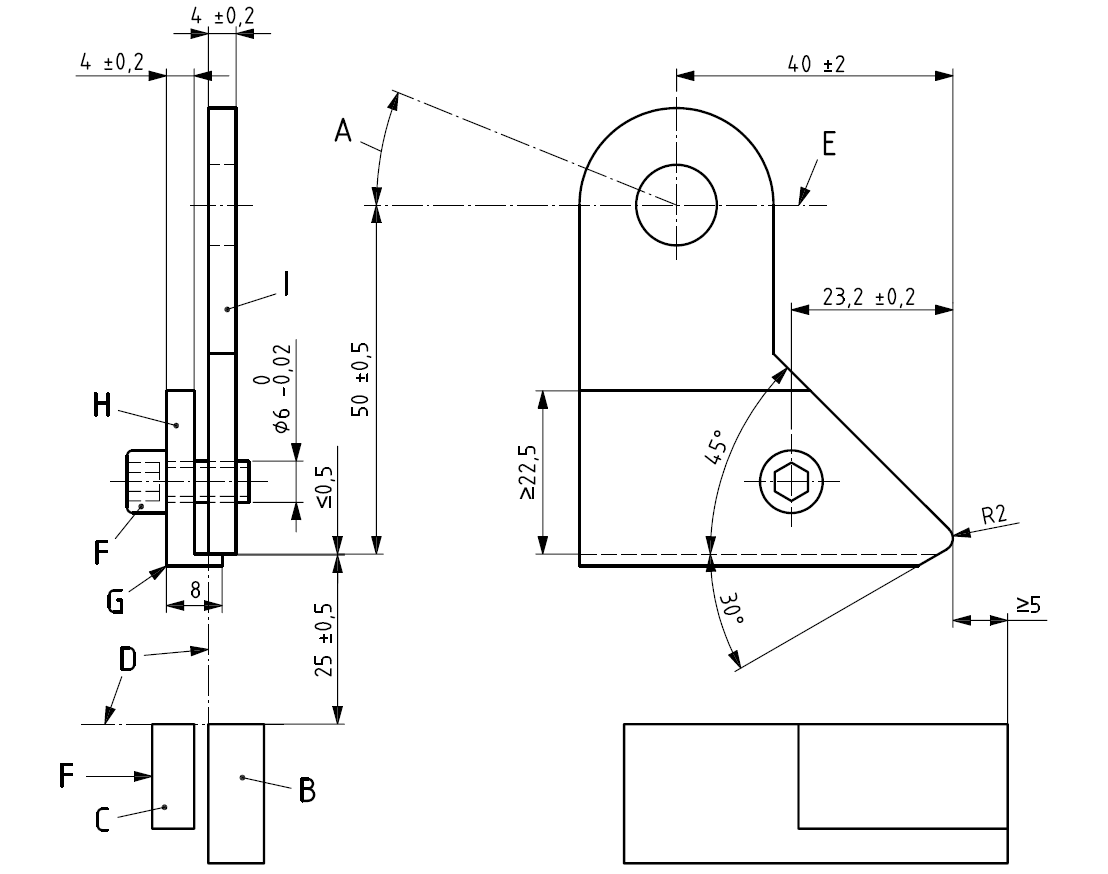 4 ±0,2
4 ±0,2
40 ±2
A
E
I
23,2 ±0,2
0
ϕ6 -0,02
50 ±0,5
H
45°
≥22,5
≤0,5
R2
F
G
8
30°
≥5
25 ±0,5
D
F
B
C